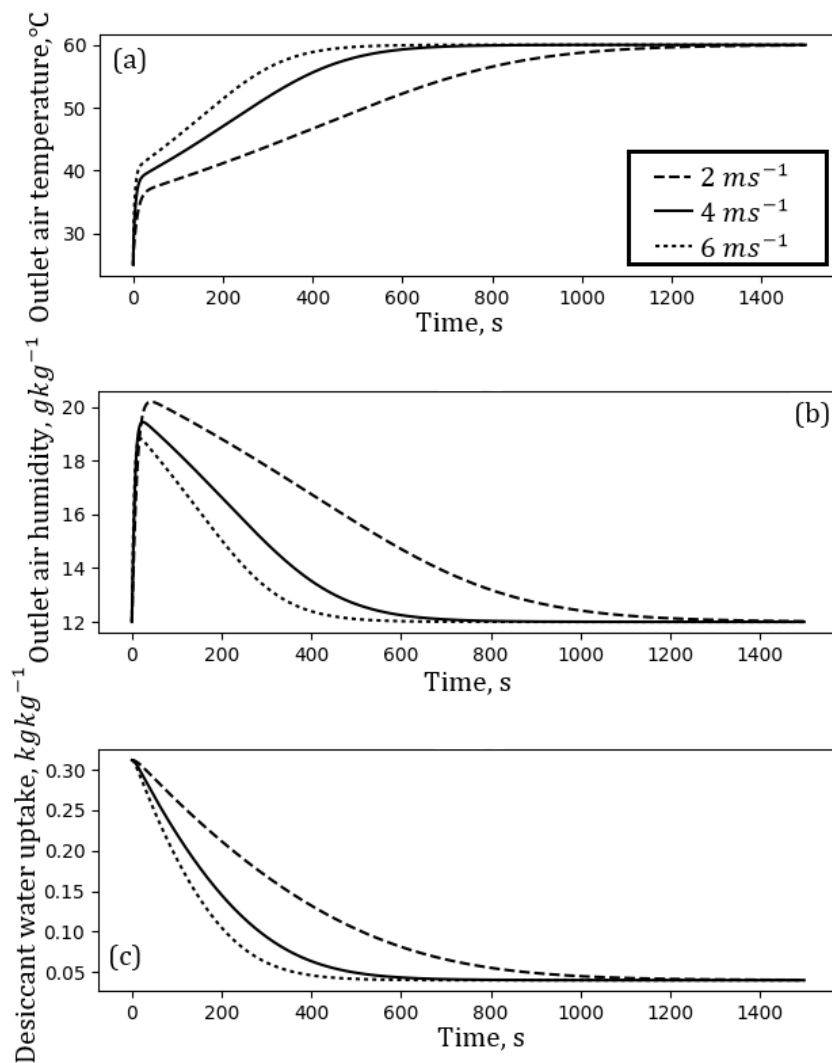 Outlet air temperature,°C
60
50
40
30
(a)
2 ms⁻¹
4 ms⁻¹
6 ms⁻¹
0 200 400 600 800 1000 1200 1400
Time, s
Outlet air humidity, gkg⁻¹
20
18
16
14
12
(b)
0 200 400 600 800 1000 1200 1400
Time, s
Desiccant water uptake, kgkg⁻¹
0.30
0.25
0.20
0.15
0.10
0.05
(c)
0 200 400 600 800 1000 1200 1400
Time, s